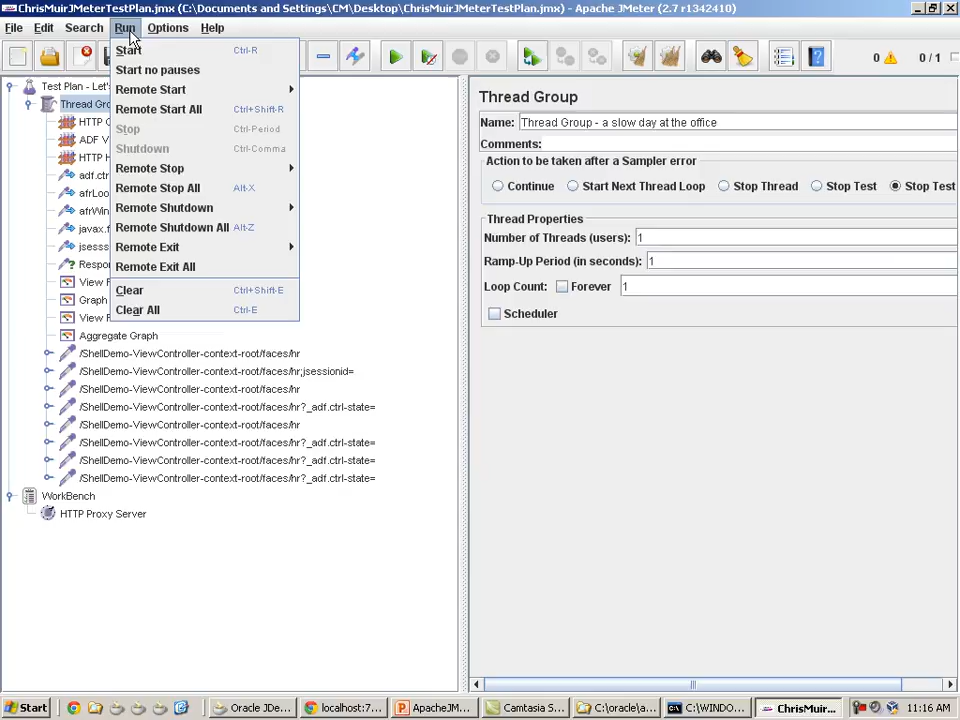 ChrisMuirJMeterTestPlan.jmx (C:\Documents and Settings\CM\Desktop\ChrisMuirJMeterTestPlan.jmx) - Apache JMeter (2.7 r1342410)
File Edit Search Run Options Help
0 0 / 1
Start Ctrl-R
Start no pauses
Remote Start
Remote Start All Ctrl+Shift-R
Stop Ctrl-Period
Shutdown Ctrl-Comma
Remote Stop
Remote Stop All Alt-X
Remote Shutdown
Remote Shutdown All Alt-Z
Remote Exit
Remote Exit All
Clear Ctrl+Shift-E
Clear All Ctrl-E
Test Plan - Let's
Thread Gro
HTTP C
ADF V
HTTP H
adf.ctr
afrLoo
afrWin
javax.f
jsess
Respo
View F
Graph
View F
Aggregate Graph
/ShellDemo-ViewController-context-root/faces/hr
/ShellDemo-ViewController-context-root/faces/hr;jsessionid=
/ShellDemo-ViewController-context-root/faces/hr
/ShellDemo-ViewController-context-root/faces/hr?_adf.ctrl-state=
/ShellDemo-ViewController-context-root/faces/hr
/ShellDemo-ViewController-context-root/faces/hr?_adf.ctrl-state=
/ShellDemo-ViewController-context-root/faces/hr?_adf.ctrl-state=
/ShellDemo-ViewController-context-root/faces/hr?_adf.ctrl-state=
WorkBench
HTTP Proxy Server
Thread Group
Name: Thread Group - a slow day at the office
Comments:
Action to be taken after a Sampler error
Continue Start Next Thread Loop Stop Thread Stop Test Stop Test
Thread Properties
Number of Threads (users): 1
Ramp-Up Period (in seconds): 1
Loop Count: Forever 1
Scheduler
Start Oracle JDe... localhost:7... ApacheJM... Camtasia S... C:\oracle\a... C:\WINDO... ChrisMuirJ... 11:16 AM